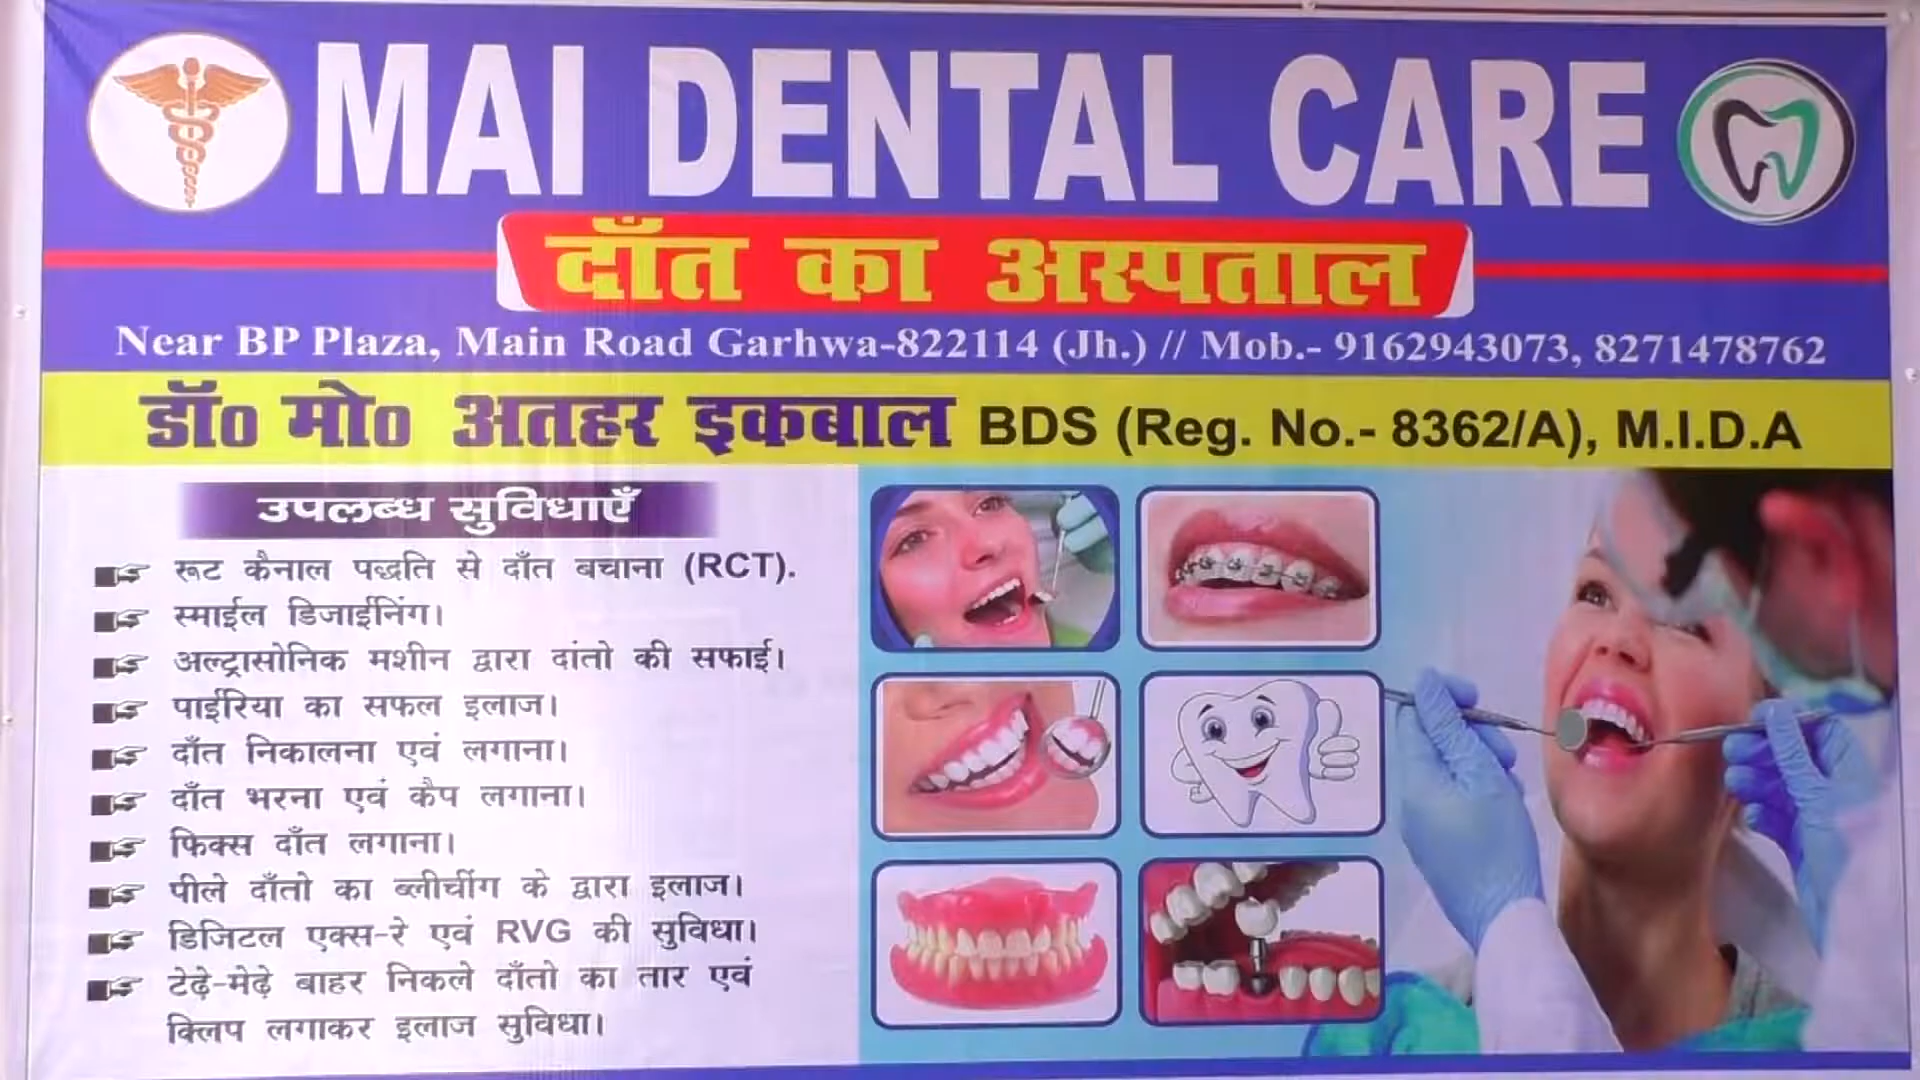 MAI DENTAL CARE
दाँत का अस्पताल
Near BP Plaza, Main Road Garhwa-822114 (Jh.) // Mob.- 9162943073, 8271478762
डॉ० मो० अतहर इकबाल BDS (Reg. No.- 8362/A), M.I.D.A
उपलब्ध सुविधाएँ
रूट कैनाल पद्धति से दाँत बचाना (RCT).
स्माईल डिजाईनिंग।
अल्ट्रासोनिक मशीन द्वारा दांतो की सफाई।
पाईरिया का सफल इलाज।
दाँत निकालना एवं लगाना।
दाँत भरना एवं कैप लगाना।
फिक्स दाँत लगाना।
पीले दाँतो का ब्लीचींग के द्वारा इलाज।
डिजिटल एक्स-रे एवं RVG की सुविधा।
टेढ़े-मेढ़े बाहर निकले दाँतो का तार एवं
क्लिप लगाकर इलाज सुविधा।